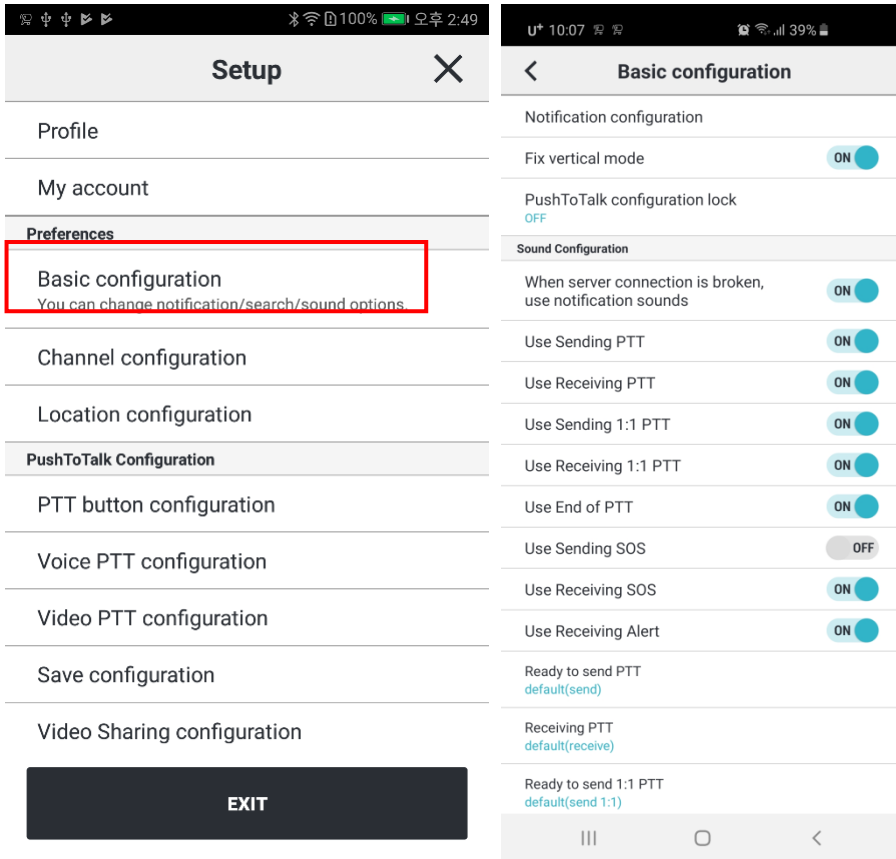 100% 오후 2:49
Setup
Profile
My account
Preferences
Basic configuration
You can change notification/search/sound options.
Channel configuration
Location configuration
PushToTalk Configuration
PTT button configuration
Voice PTT configuration
Video PTT configuration
Save configuration
Video Sharing configuration
EXIT
U+ 10:07 39%
Basic configuration
Notification configuration
Fix vertical mode ON
PushToTalk configuration lock
OFF
Sound Configuration
When server connection is broken,
use notification sounds ON
Use Sending PTT ON
Use Receiving PTT ON
Use Sending 1:1 PTT ON
Use Receiving 1:1 PTT ON
Use End of PTT ON
Use Sending SOS OFF
Use Receiving SOS ON
Use Receiving Alert ON
Ready to send PTT
default(send)
Receiving PTT
default(receive)
Ready to send 1:1 PTT
default(send 1:1)